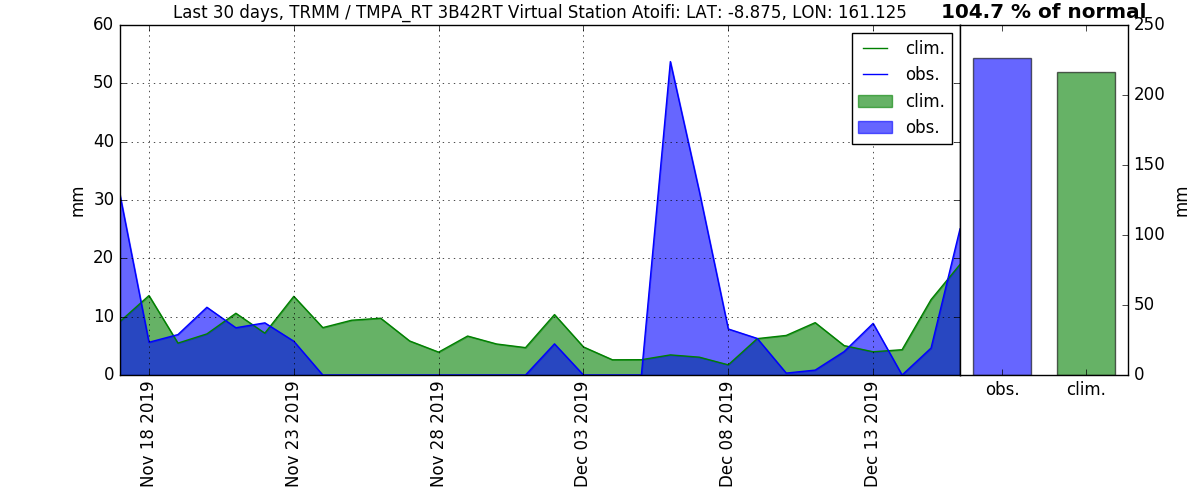 Last 30 days, TRMM / TMPA_RT 3B42RT Virtual Station Atoifi: LAT: -8.875, LON: 161.125
104.7 % of normal
60
50
40
30
20
10
0
mm
clim.
obs.
clim.
obs.
250
200
150
100
50
0
mm
Nov 18 2019
Nov 23 2019
Nov 28 2019
Dec 03 2019
Dec 08 2019
Dec 13 2019
obs.
clim.